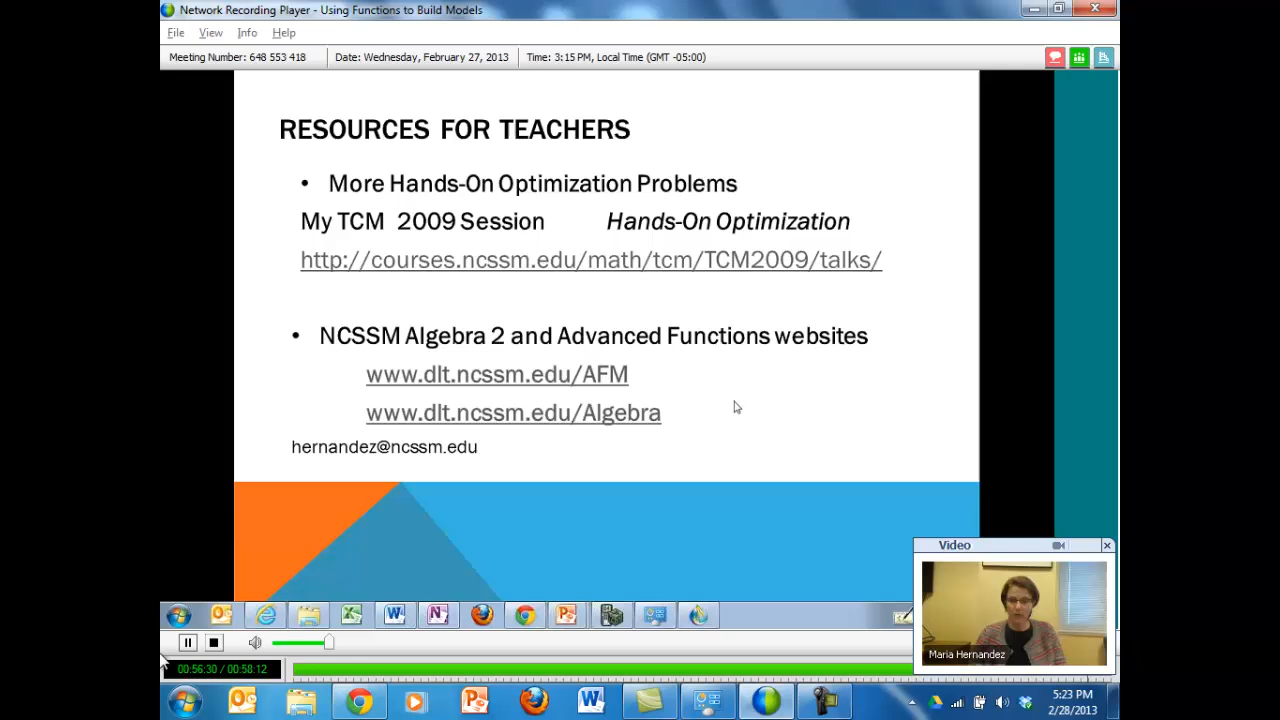 Network Recording Player - Using Functions to Build Models
File View Info Help
Meeting Number: 648 553 418 Date: Wednesday, February 27, 2013 Time: 3:15 PM, Local Time (GMT -05:00)
RESOURCES FOR TEACHERS
• More Hands-On Optimization Problems
My TCM 2009 Session Hands-On Optimization
http://courses.ncssm.edu/math/tcm/TCM2009/talks/
• NCSSM Algebra 2 and Advanced Functions websites
www.dlt.ncssm.edu/AFM
www.dlt.ncssm.edu/Algebra
hernandez@ncssm.edu
Video
Maria Hernandez
00:56:30 / 00:58:12
5:23 PM
2/28/2013